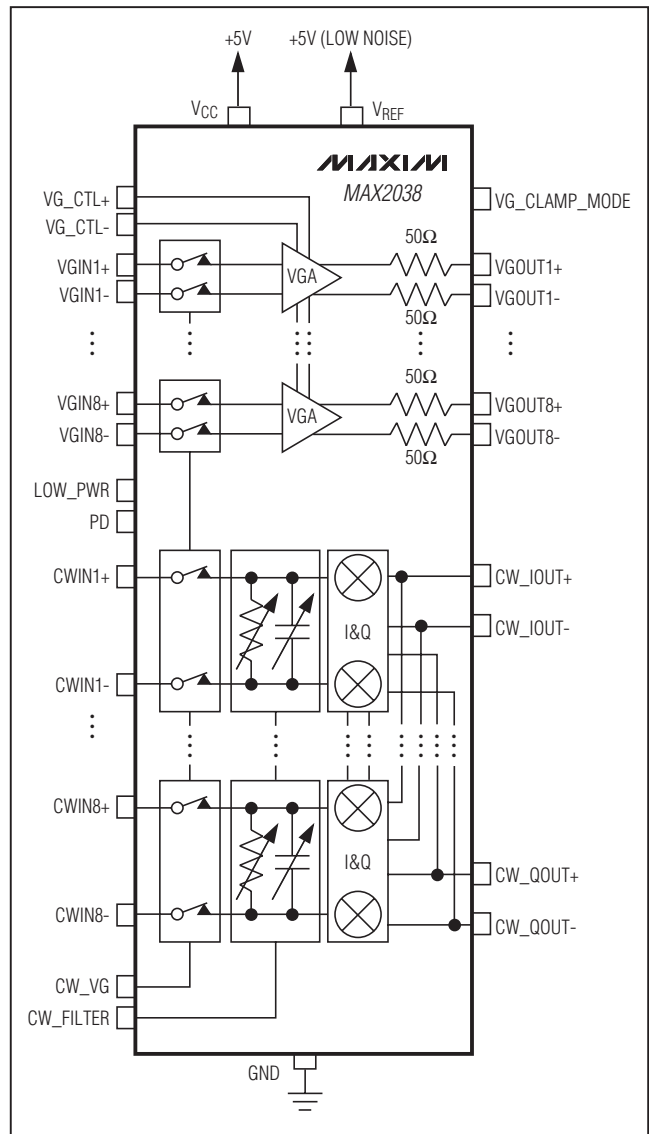 +5V
+5V (LOW NOISE)
VCC
VREF
MAXIM
MAX2038
VG_CTL+
VG_CLAMP_MODE
VG_CTL-
50Ω
VGIN1+
VGA
VGOUT1+
VGIN1-
VGOUT1-
50Ω
50Ω
VGIN8+
VGA
VGOUT8+
VGIN8-
VGOUT8-
50Ω
LOW_PWR
PD
CWIN1+
CW_IOUT+
I&Q
CW_IOUT-
CWIN1-
CWIN8+
I&Q
CW_QOUT+
CWIN8-
CW_QOUT-
CW_VG
CW_FILTER
GND